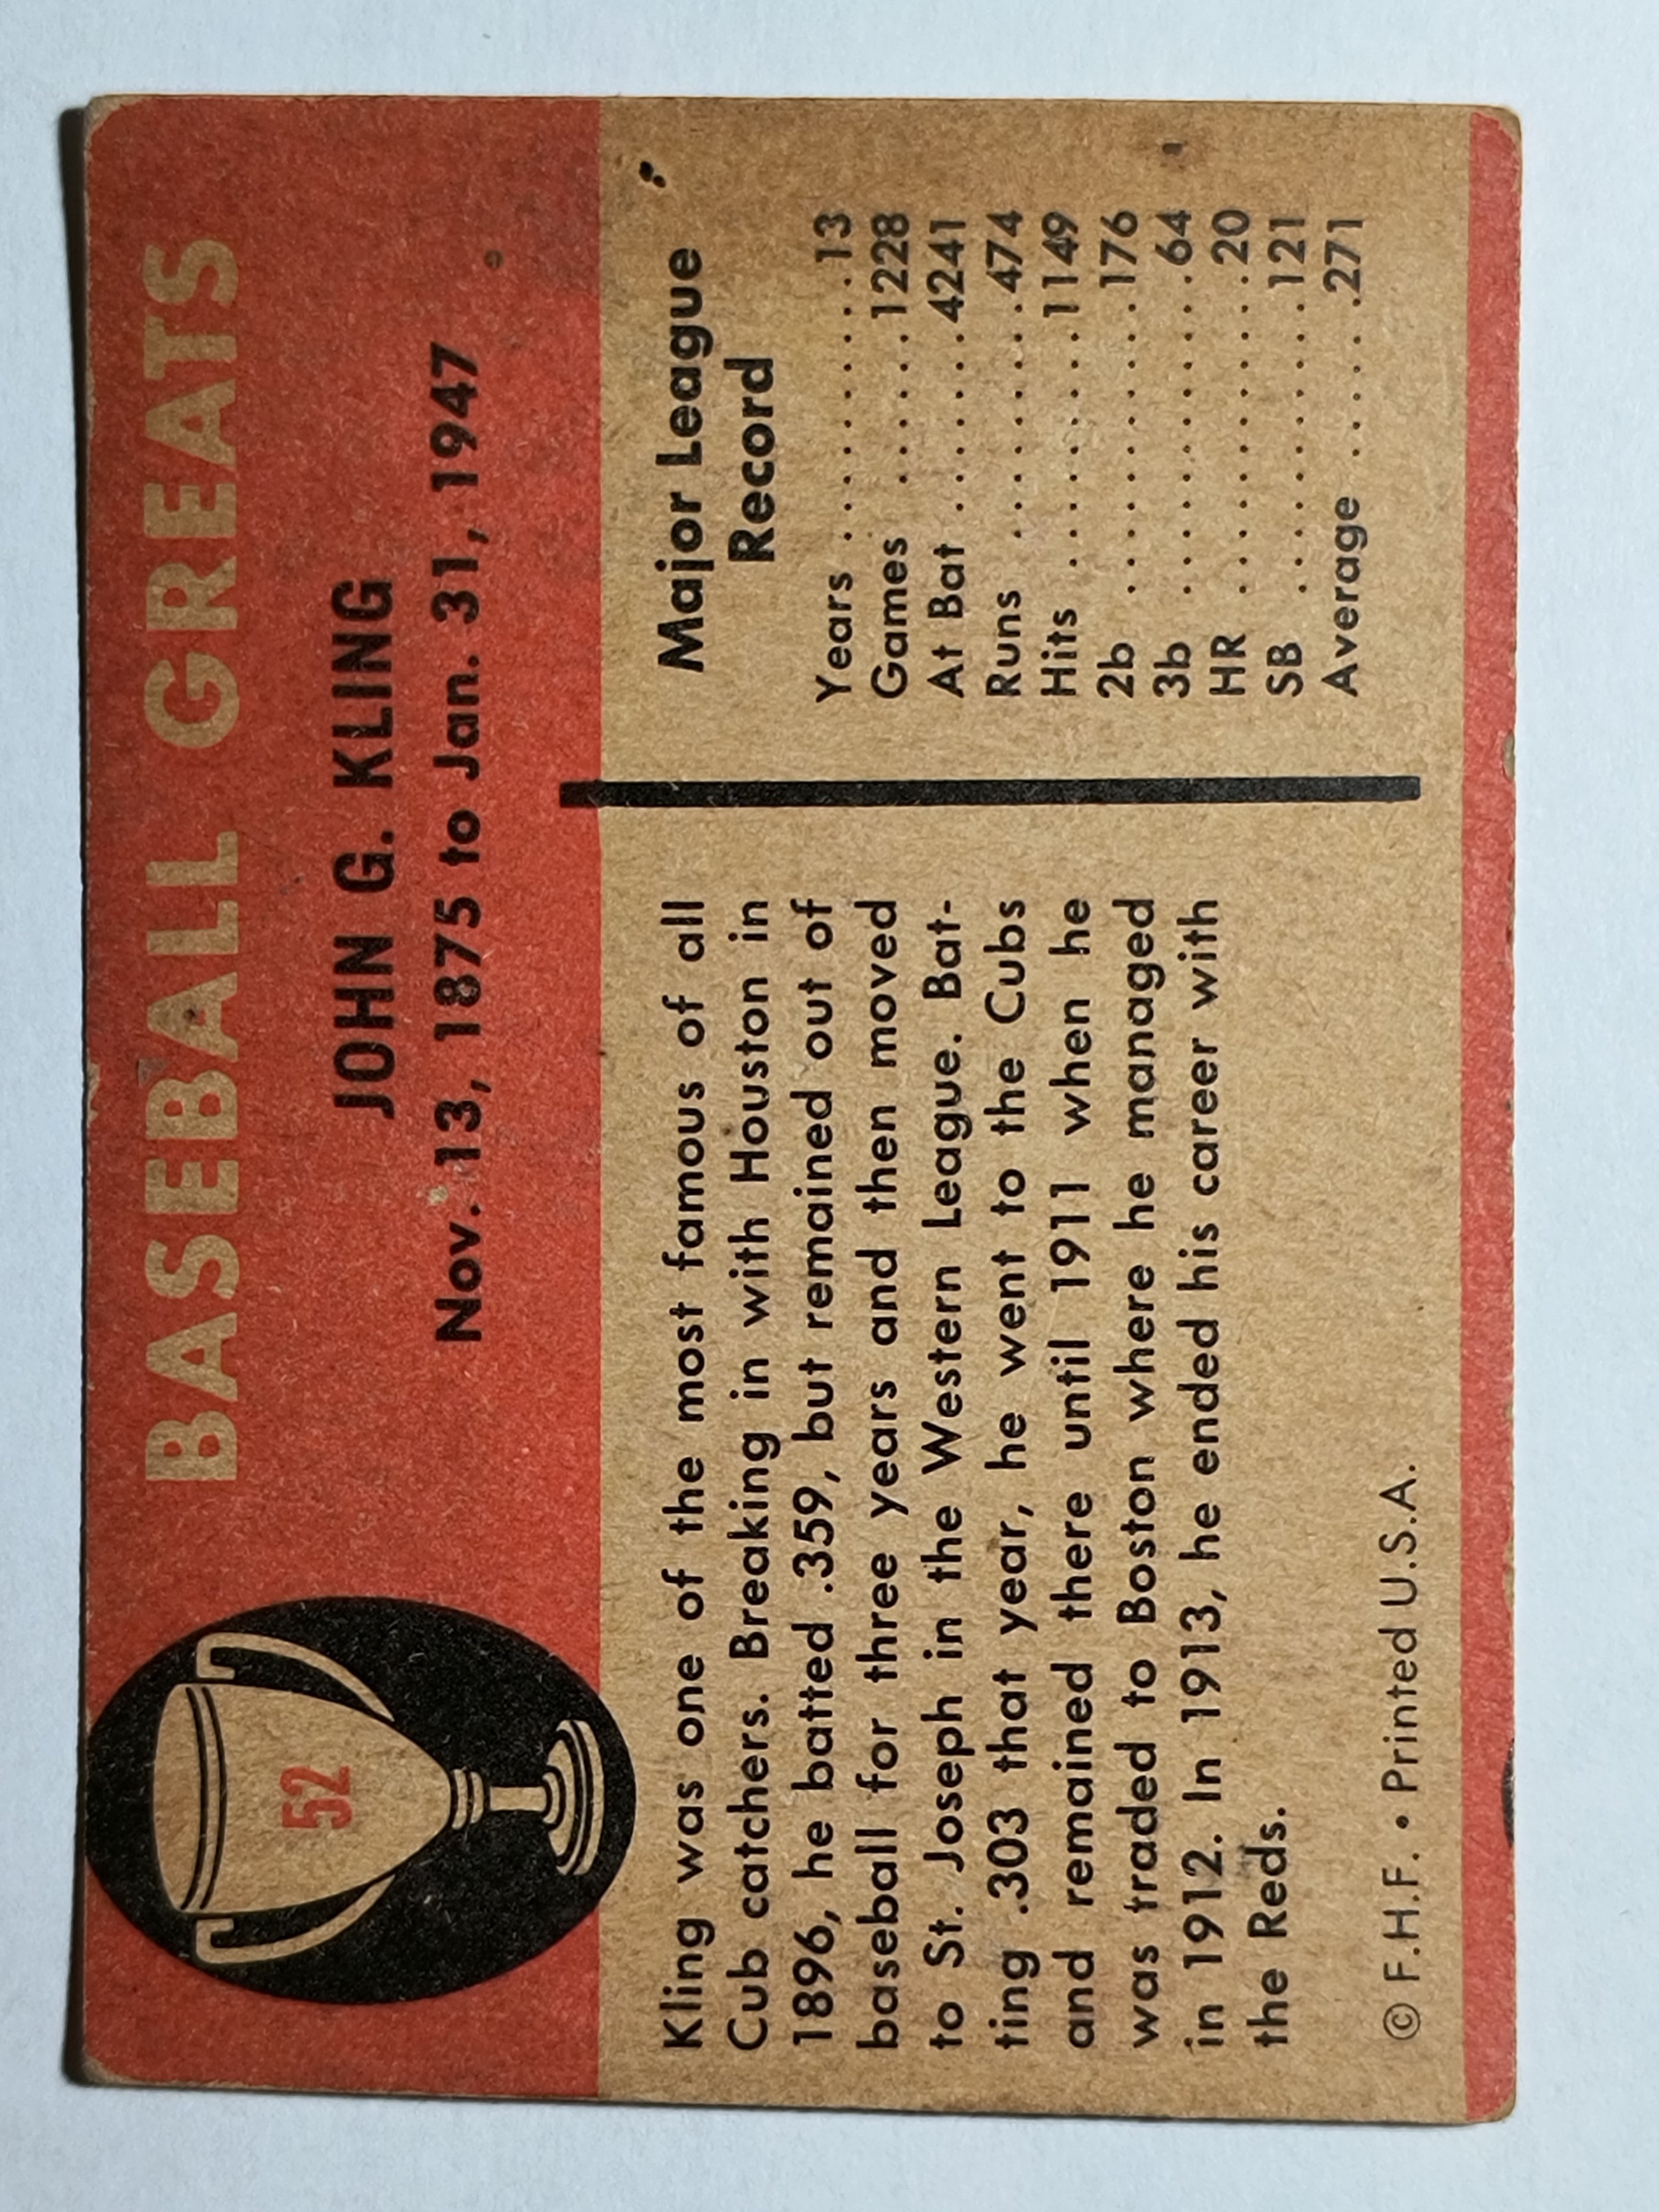 52
BASEBALL GREATS
JOHN G. KLING
Nov. 13, 1875 to Jan. 31, 1947
Kling was one of the most famous of all
Cub catchers. Breaking in with Houston in
1896, he batted .359, but remained out of
baseball for three years and then moved
to St. Joseph in the Western League. Bat-
ting .303 that year, he went to the Cubs
and remained there until 1911 when he
was traded to Boston where he managed
in 1912. In 1913, he ended his career with
the Reds.
© F.H.F. • Printed U.S.A.
Major League
Record
Years . . . . . . . . . . . 13
Games . . . . . . . 1228
At Bat . . . . . . . . 4241
Runs . . . . . . . . . . 474
Hits . . . . . . . . . . 1149
2b . . . . . . . . . . . . 176
3b . . . . . . . . . . . . . 64
HR . . . . . . . . . . . . . 20
SB . . . . . . . . . . . . 121
Average . . . . . . .271